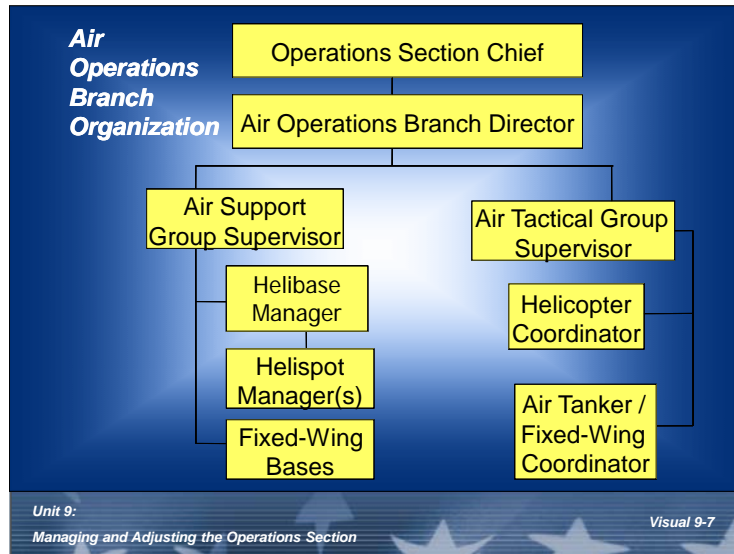 Air
Operations
Branch
Organization
Operations Section Chief
Air Operations Branch Director
Air Support
Group Supervisor
Air Tactical Group
Supervisor
Helibase
Manager
Helicopter
Coordinator
Helispot
Manager(s)
Air Tanker /
Fixed-Wing
Coordinator
Fixed-Wing
Bases
Unit 9:
Managing and Adjusting the Operations Section
Visual 9-7